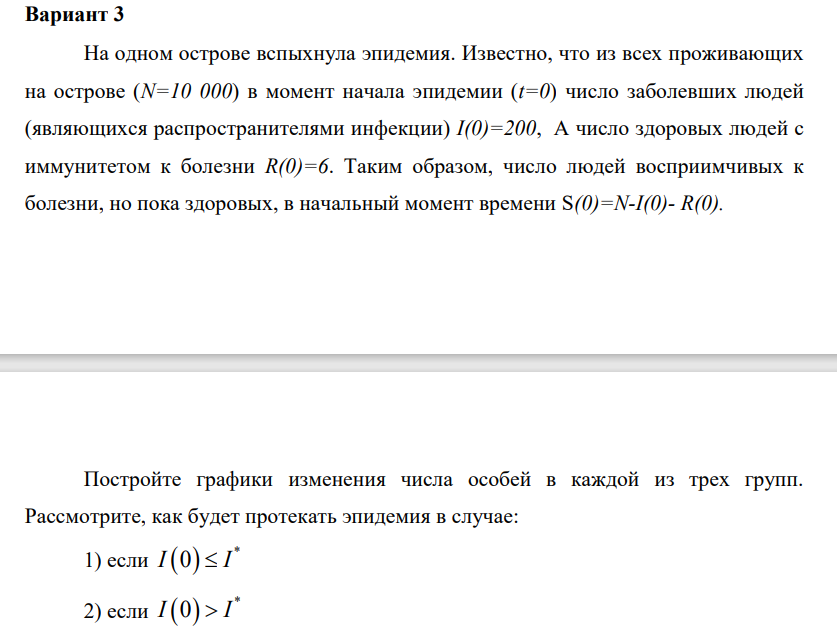 Вариант 3
На одном острове вспыхнула эпидемия. Известно, что из всех проживающих
на острове (N=10 000) в момент начала эпидемии (t=0) число заболевших людей
(являющихся распространителями инфекции) I(0)=200, А число здоровых людей с
иммунитетом к болезни R(0)=6. Таким образом, число людей восприимчивых к
болезни, но пока здоровых, в начальный момент времени S(0)=N-I(0)- R(0).
Постройте графики изменения числа особей в каждой из трех групп.
Рассмотрите, как будет протекать эпидемия в случае:
1) если I(0) ≤ I*
2) если I(0) > I*